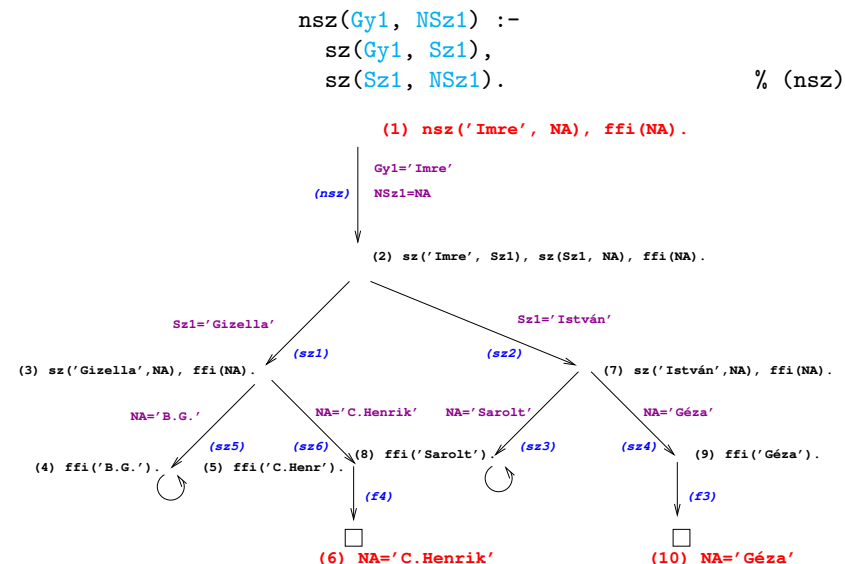 nsz(Gy1, NSz1) :-
sz(Gy1, Sz1),
sz(Sz1, NSz1). % (nsz)
(1) nsz('Imre', NA), ffi(NA).
Gy1='Imre'
(nsz) NSz1=NA
(2) sz('Imre', Sz1), sz(Sz1, NA), ffi(NA).
Sz1='Gizella' Sz1='István'
(sz1) (sz2)
(3) sz('Gizella',NA), ffi(NA). (7) sz('István',NA), ffi(NA).
NA='B.G.' NA='C.Henrik' NA='Sarolt' NA='Géza'
(sz5) (sz6) (sz3) (sz4)
(4) ffi('B.G.'). (5) ffi('C.Henr'). (8) ffi('Sarolt'). (9) ffi('Géza').
(f4) (f3)
(6) NA='C.Henrik' (10) NA='Géza'